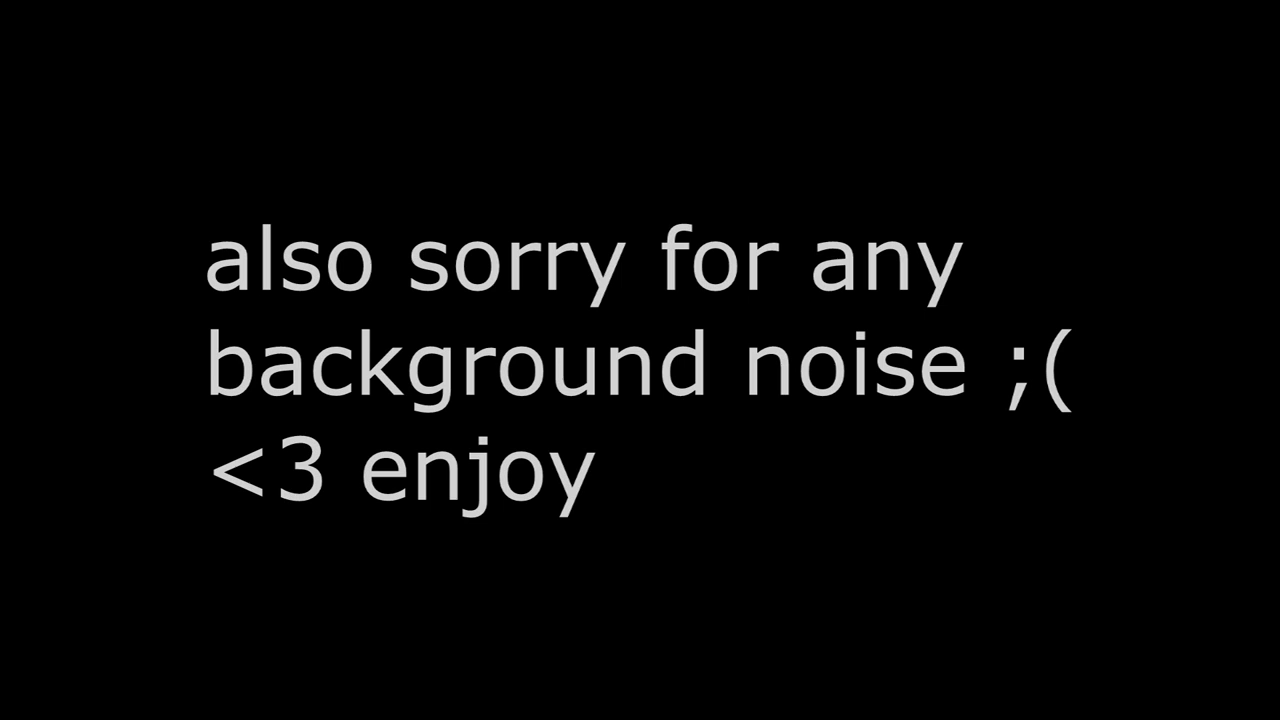 also sorry for any
background noise ;(
<3 enjoy